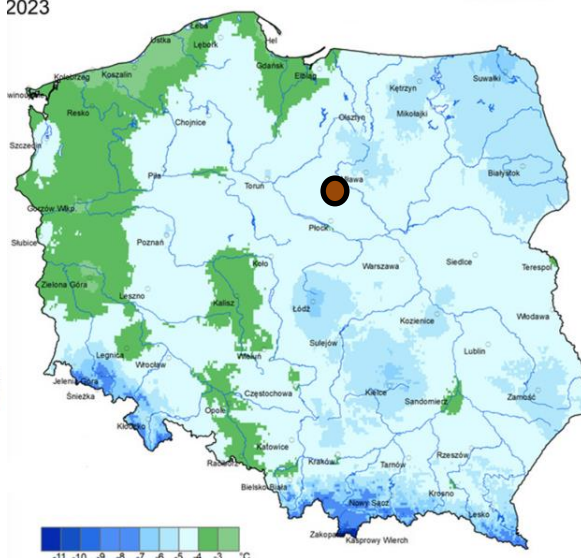 2023
Łeba
Ustka
Hel
Lębork
Koszalin
Gdańsk
Kołobrzeg
Elbląg
Kętrzyn
Suwałki
Resko
Chojnice
Olsztyn
Mikołajki
Szczecin
Białystok
Piła
Toruń
Gorzów Wlkp.
Płock
Słubice
Poznań
Koło
Warszawa
Siedlce
Terespol
Zielona Góra
Leszno
Kalisz
Łódź
Kozienice
Włodawa
Sulejów
Legnica
Wrocław
Wieluń
Lublin
Jelenia Góra
Śnieżka
Częstochowa
Kielce
Sandomierz
Zamość
Opole
Kłodzko
Katowice
Racibórz
Kraków
Tarnów
Rzeszów
Bielsko Biała
Nowy Sącz
Krosno
Lesko
Kasprowy Wierch
-11 -10 -9 -8 -7 -6 -5 -4 -3 °C